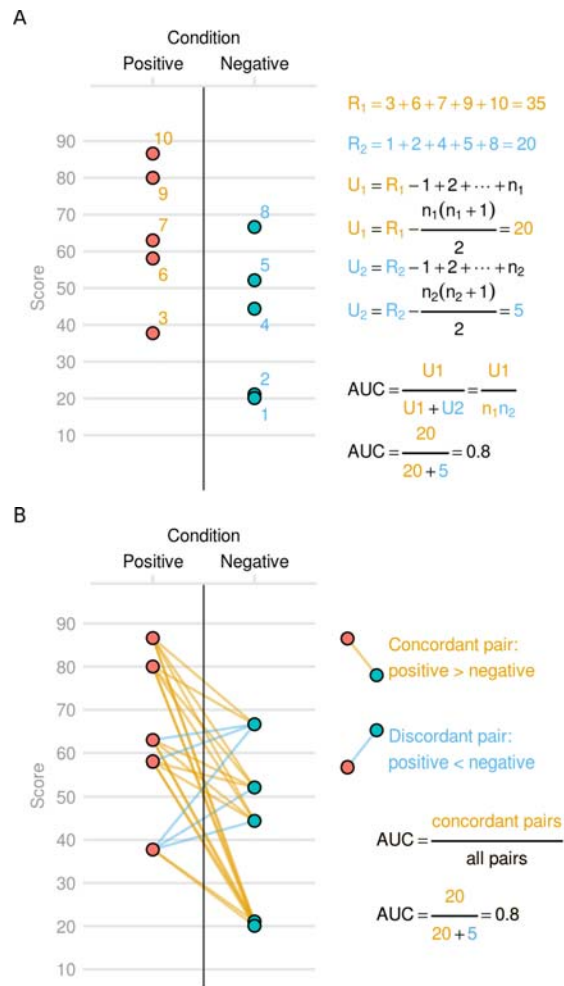 A
Condition
Positive Negative
Score
90
80
70
60
50
40
30
20
10
10
9
7
6
3
8
5
4
2
1
R₁ = 3 + 6 + 7 + 9 + 10 = 35
R₂ = 1 + 2 + 4 + 5 + 8 = 20
U₁ = R₁ − 1 + 2 + ⋯ + n₁
U₁ = R₁ − n₁(n₁ + 1) / 2 = 20
U₂ = R₂ − 1 + 2 + ⋯ + n₂
U₂ = R₂ − n₂(n₂ + 1) / 2 = 5
AUC = U1 / U1 + U2 = U1 / n₁n₂
AUC = 20 / 20 + 5 = 0.8
B
Condition
Positive Negative
Score
90
80
70
60
50
40
30
20
10
Concordant pair:
positive > negative
Discordant pair:
positive < negative
AUC = concordant pairs / all pairs
AUC = 20 / 20 + 5 = 0.8